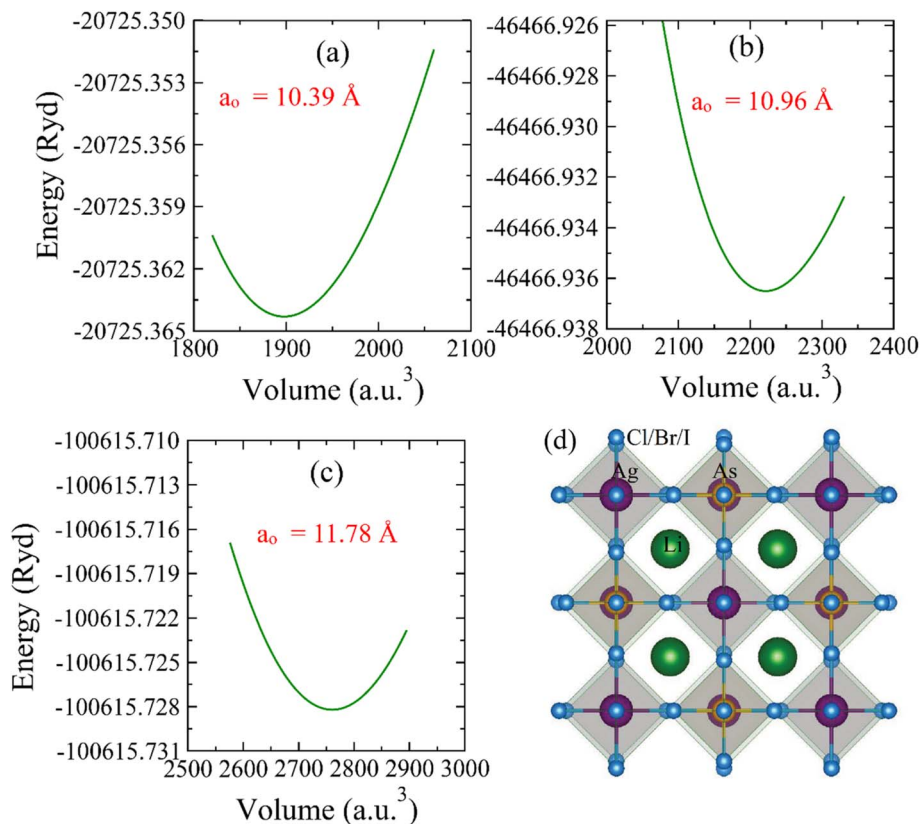 (a)
a₀ = 10.39 Å
-20725.350
-20725.353
-20725.356
-20725.359
-20725.362
-20725.365
Energy (Ryd)
1800 1900 2000 2100
Volume (a.u.³)
(b)
a₀ = 10.96 Å
-46466.926
-46466.928
-46466.930
-46466.932
-46466.934
-46466.936
-46466.938
2000 2100 2200 2300 2400
Volume (a.u.³)
(c)
a₀ = 11.78 Å
-100615.710
-100615.713
-100615.716
-100615.719
-100615.722
-100615.725
-100615.728
-100615.731
Energy (Ryd)
2500 2600 2700 2800 2900 3000
Volume (a.u.³)
(d)
Cl/Br/I
Ag As
Li